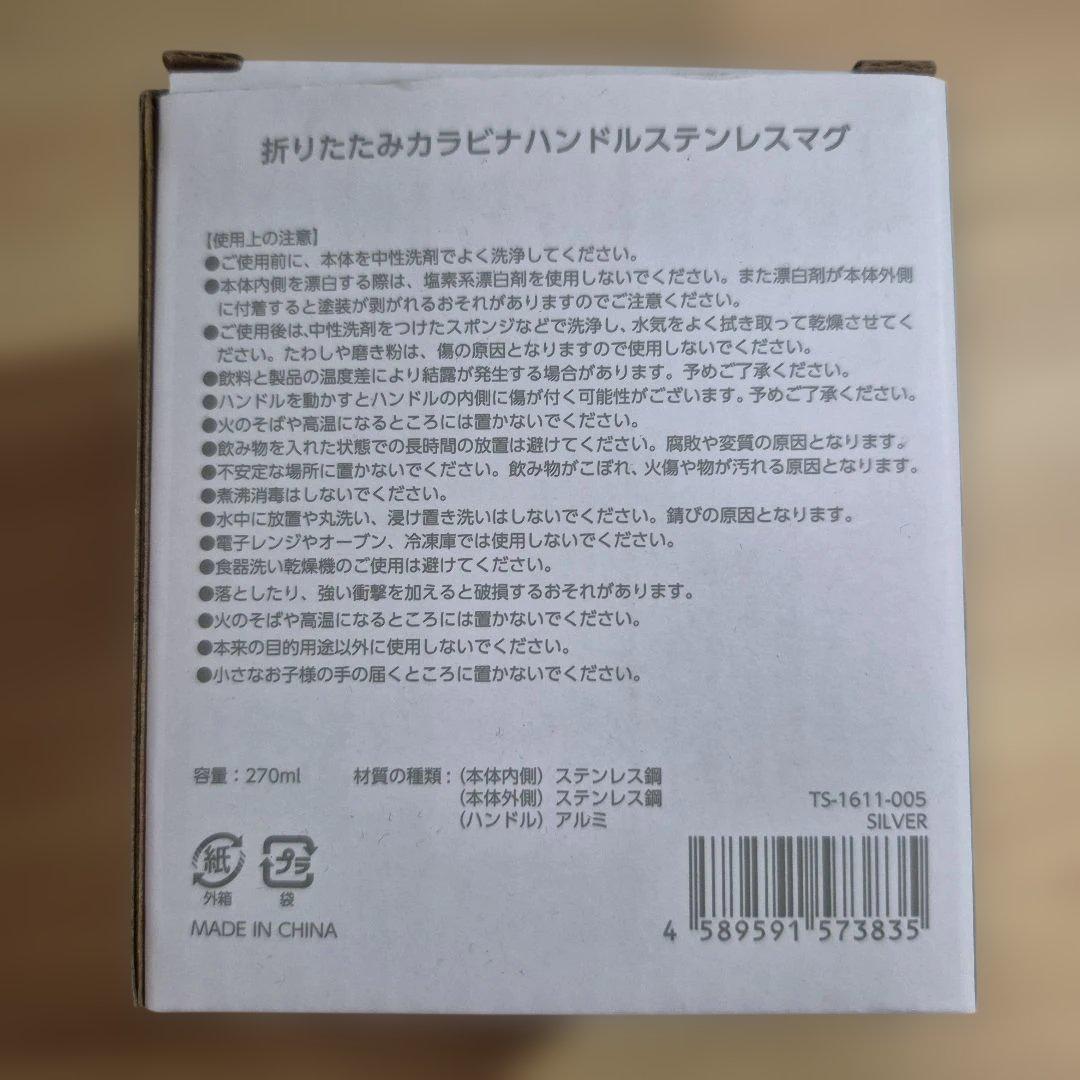 折りたたみカラビナハンドルステンレスマグ
【使用上の注意】
●ご使用前に、本体を中性洗剤でよく洗浄してください。
●本体内側を漂白する際は、塩素系漂白剤を使用しないでください。また漂白剤が本体外側
に付着すると塗装が剥がれるおそれがありますのでご注意ください。
●ご使用後は、中性洗剤をつけたスポンジなどで洗浄し、水気をよく拭き取って乾燥させてく
ださい。たわしや磨き粉は、傷の原因となりますので使用しないでください。
●飲料と製品の温度差により結露が発生する場合があります。予めご了承ください。
●ハンドルを動かすとハンドルの内側に傷が付く可能性がございます。予めご了承ください。
●火のそばや高温になるところには置かないでください。
●飲み物を入れた状態での長時間の放置は避けてください。腐敗や変質の原因となります。
●不安定な場所に置かないでください。飲み物がこぼれ、火傷や物が汚れる原因となります。
●煮沸消毒はしないでください。
●水中に放置や丸洗い、浸け置き洗いはしないでください。錆びの原因となります。
●電子レンジやオーブン、冷凍庫では使用しないでください。
●食器洗い乾燥機のご使用は避けてください。
●落としたり、強い衝撃を加えると破損するおそれがあります。
●火のそばや高温になるところには置かないでください。
●本来の目的用途以外に使用しないでください。
●小さなお子様の手の届くところに置かないでください。
容量：270ml 材質の種類：（本体内側）ステンレス鋼
（本体外側）ステンレス鋼
（ハンドル）アルミ
TS-1611-005
SILVER
紙 プラ
外箱 袋
MADE IN CHINA
4 589591 573835